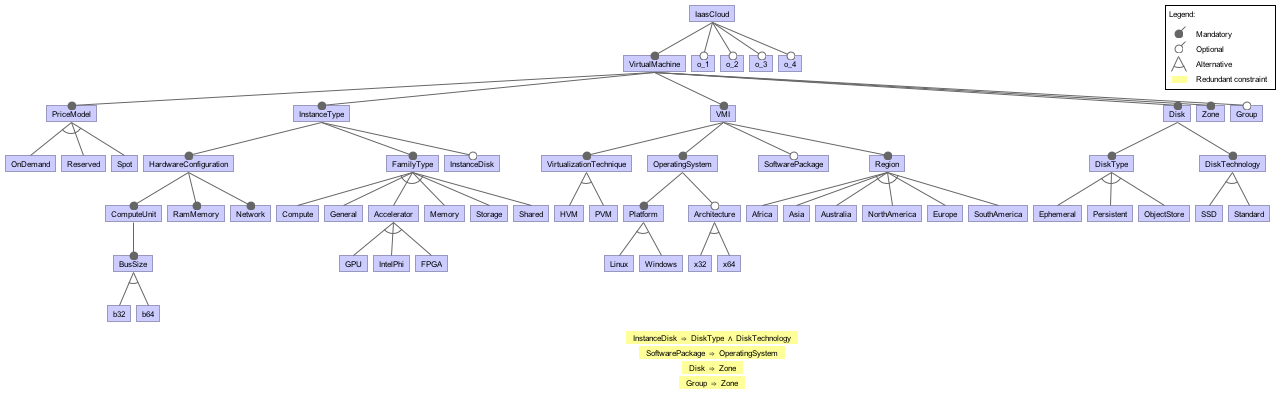 IaasCloud
Legend:
Mandatory
Optional
Alternative
Redundant constraint
VirtualMachine o_1 o_2 o_3 o_4
PriceModel InstanceType VMI Disk Zone Group
OnDemand Reserved Spot HardwareConfiguration FamilyType InstanceDisk VirtualizationTechnique OperatingSystem SoftwarePackage Region DiskType DiskTechnology
ComputeUnit RamMemory Network Compute General Accelerator Memory Storage Shared HVM PVM Platform Architecture Africa Asia Australia NorthAmerica Europe SouthAmerica Ephemeral Persistent ObjectStore SSD Standard
BusSize GPU IntelPhi FPGA Linux Windows x32 x64
b32 b64
InstanceDisk ⇒ DiskType ∧ DiskTechnology
SoftwarePackage ⇒ OperatingSystem
Disk ⇒ Zone
Group ⇒ Zone